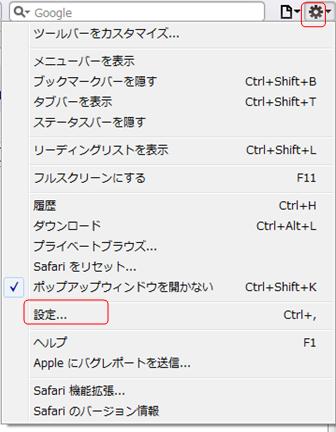 Google
ツールバーをカスタマイズ...
メニューバーを表示
ブックマークバーを隠す Ctrl+Shift+B
タブバーを表示 Ctrl+Shift+T
ステータスバーを隠す
リーディングリストを表示 Ctrl+Shift+L
フルスクリーンにする F11
履歴 Ctrl+H
ダウンロード Ctrl+Alt+L
プライベートブラウズ...
Safari をリセット...
ポップアップウィンドウを開かない Ctrl+Shift+K
設定... Ctrl+,
ヘルプ F1
Apple にバグレポートを送信...
Safari 機能拡張...
Safari のバージョン情報